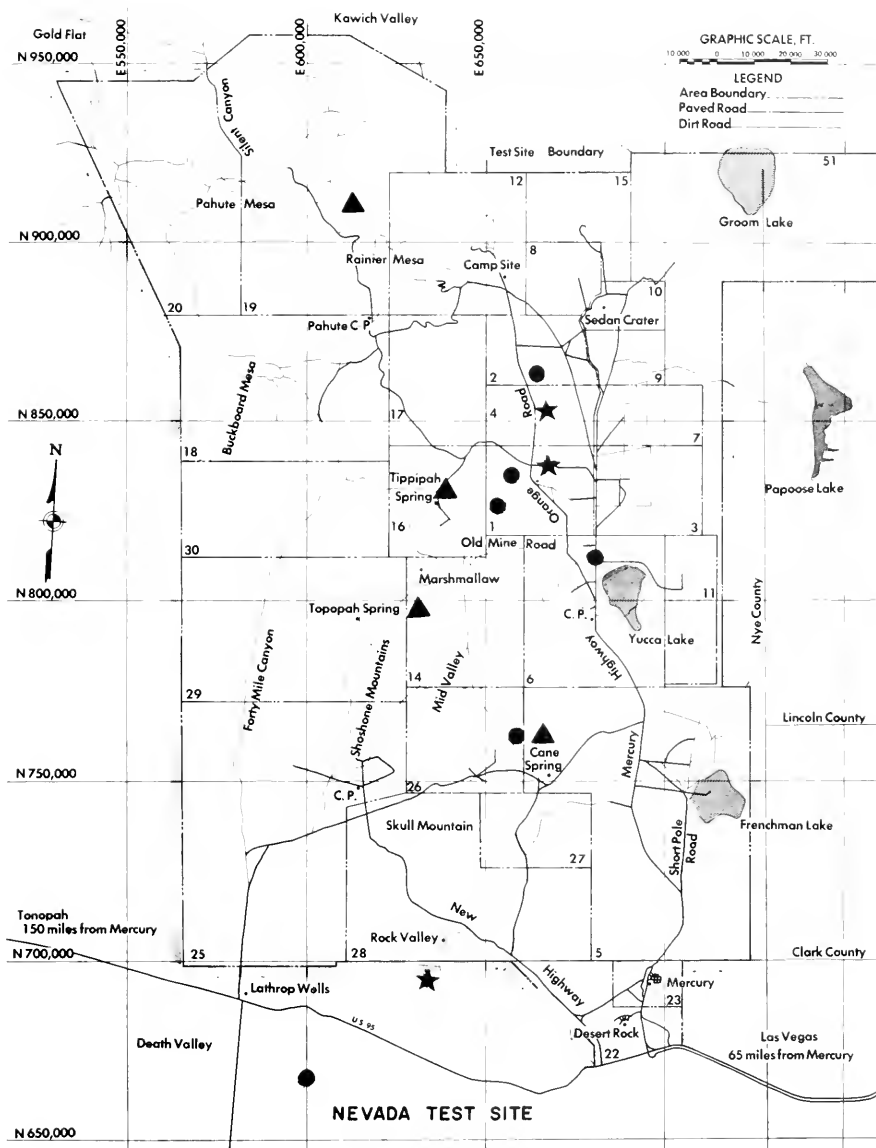 Gold Flat
Kawich Valley
E 550,000
E 600,000
E 650,000
N 950,000
GRAPHIC SCALE, FT.
10 000 0 10 000 20 000 30 000
LEGEND
Area Boundary
Paved Road
Dirt Road
Silent Canyon
Test Site Boundary
51
12
15
Pahute Mesa
Groom Lake
N 900,000
8
Rainier Mesa
Camp Site
10
20
19
Pahute C.P.
Sedan Crater
Buckboard Mesa
2
9
Road
4
N 850,000
17
7
18
N
Tippipah
Spring
Papoose Lake
Orange
16
1
3
Old Mine Road
30
Marshmallaw
N 800,000
11
Topopah Spring
C.P.
Yucca Lake
Nye County
Highway
Forty Mile Canyon
Shoshone Mountains
Mid Valley
14
6
29
Lincoln County
Mercury
Cane
Spring
N 750,000
C.P.
26
Skull Mountain
Frenchman Lake
Short Pole
Road
27
Tonopah
150 miles from Mercury
New
Rock Valley
N 700,000
25
28
5
Clark County
Highway
Mercury
Lathrop Wells
23
US 95
Desert Rock
Death Valley
22
Las Vegas
65 miles from Mercury
NEVADA TEST SITE
N 650,000